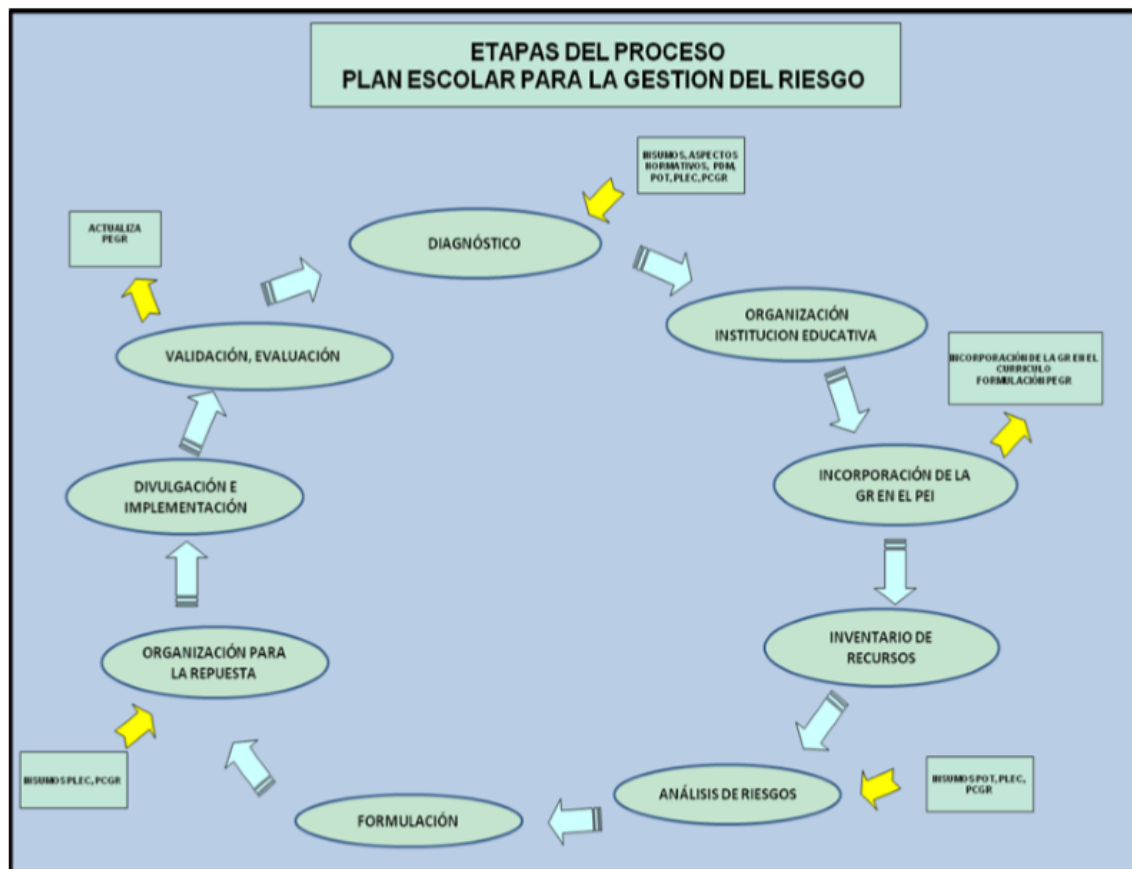 ETAPAS DEL PROCESO
PLAN ESCOLAR PARA LA GESTION DEL RIESGO
INSUMOS, ASPECTOS
NORMATIVOS, PDM,
POT, PLEC, PCGR
DIAGNÓSTICO
ORGANIZACIÓN
INSTITUCION EDUCATIVA
INCORPORACIÓN DE LA GR EN EL
CURRICULO
FORMULACIÓN PEGR
INCORPORACIÓN DE LA
GR EN EL PEI
INVENTARIO DE
RECURSOS
INSUMOS POT, PLEC,
PCGR
ANÁLISIS DE RIESGOS
FORMULACIÓN
INSUMOS PLEC, PCGR
ORGANIZACIÓN PARA
LA REPUESTA
DIVULGACIÓN E
IMPLEMENTACIÓN
VALIDACIÓN, EVALUACIÓN
ACTUALIZA
PEGR